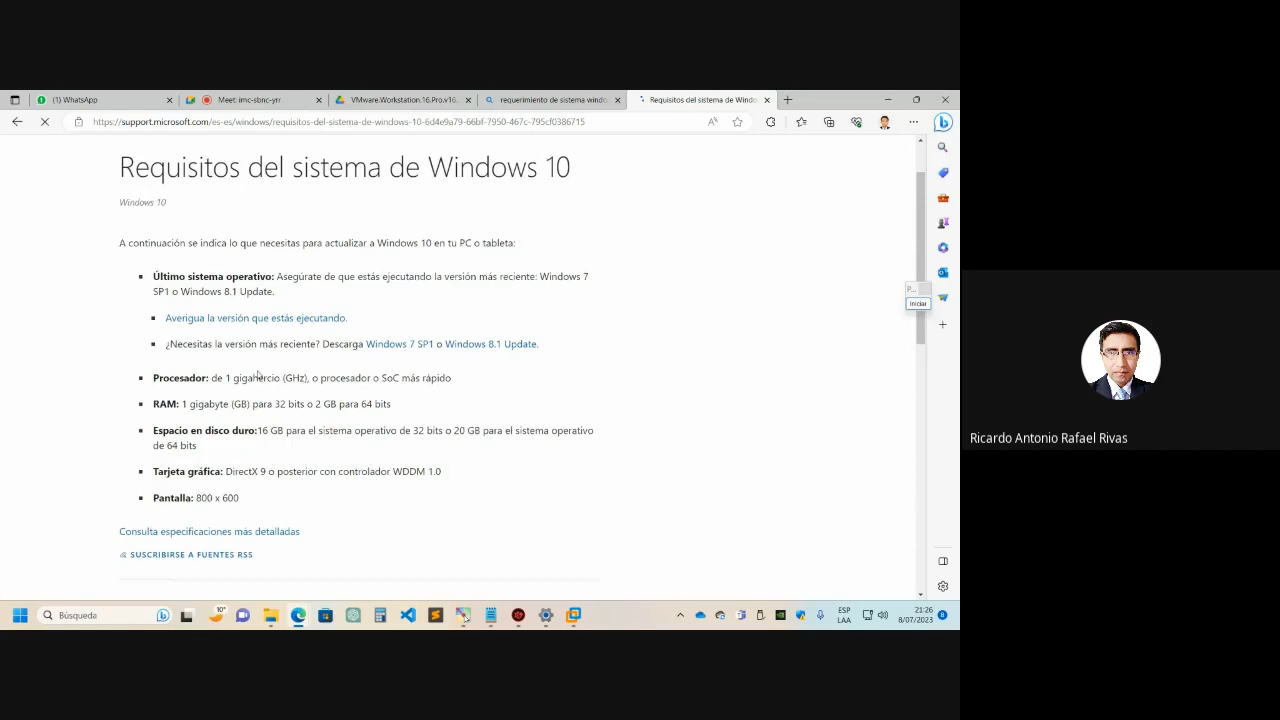 (1) WhatsApp
Meet: imc-sbnc-yrr
VMware.Workstation.16.Pro.v16.
requerimiento de sistema windo
Requisitos del sistema de Windo
https://support.microsoft.com/es-es/windows/requisitos-del-sistema-de-windows-10-6d4e9a79-66bf-7950-467c-795cf0386715
Requisitos del sistema de Windows 10
Windows 10
A continuación se indica lo que necesitas para actualizar a Windows 10 en tu PC o tableta:
Último sistema operativo: Asegúrate de que estás ejecutando la versión más reciente: Windows 7
SP1 o Windows 8.1 Update.
Averigua la versión que estás ejecutando.
¿Necesitas la versión más reciente? Descarga Windows 7 SP1 o Windows 8.1 Update.
Procesador: de 1 gigahercio (GHz), o procesador o SoC más rápido
RAM: 1 gigabyte (GB) para 32 bits o 2 GB para 64 bits
Espacio en disco duro:16 GB para el sistema operativo de 32 bits o 20 GB para el sistema operativo
de 64 bits
Tarjeta gráfica: DirectX 9 o posterior con controlador WDDM 1.0
Pantalla: 800 x 600
Consulta especificaciones más detalladas
SUSCRIBIRSE A FUENTES RSS
P...
Iniciar
Ricardo Antonio Rafael Rivas
Búsqueda
10°
ESP
LAA
21:26
8/07/2023
8